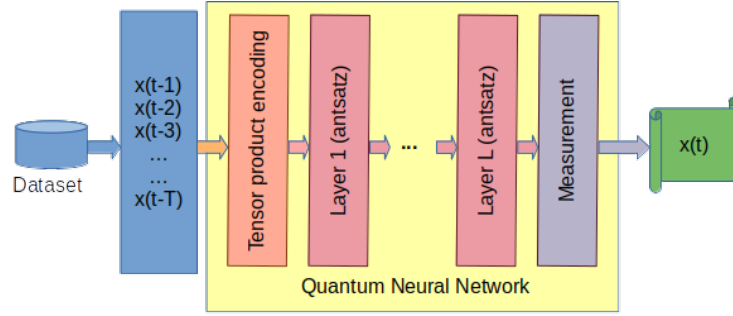 Dataset
x(t-1)
x(t-2)
x(t-3)
...
...
x(t-T)
Tensor product encoding
Layer 1 (antsatz)
...
Layer L (antsatz)
Measurement
Quantum Neural Network
x(t)